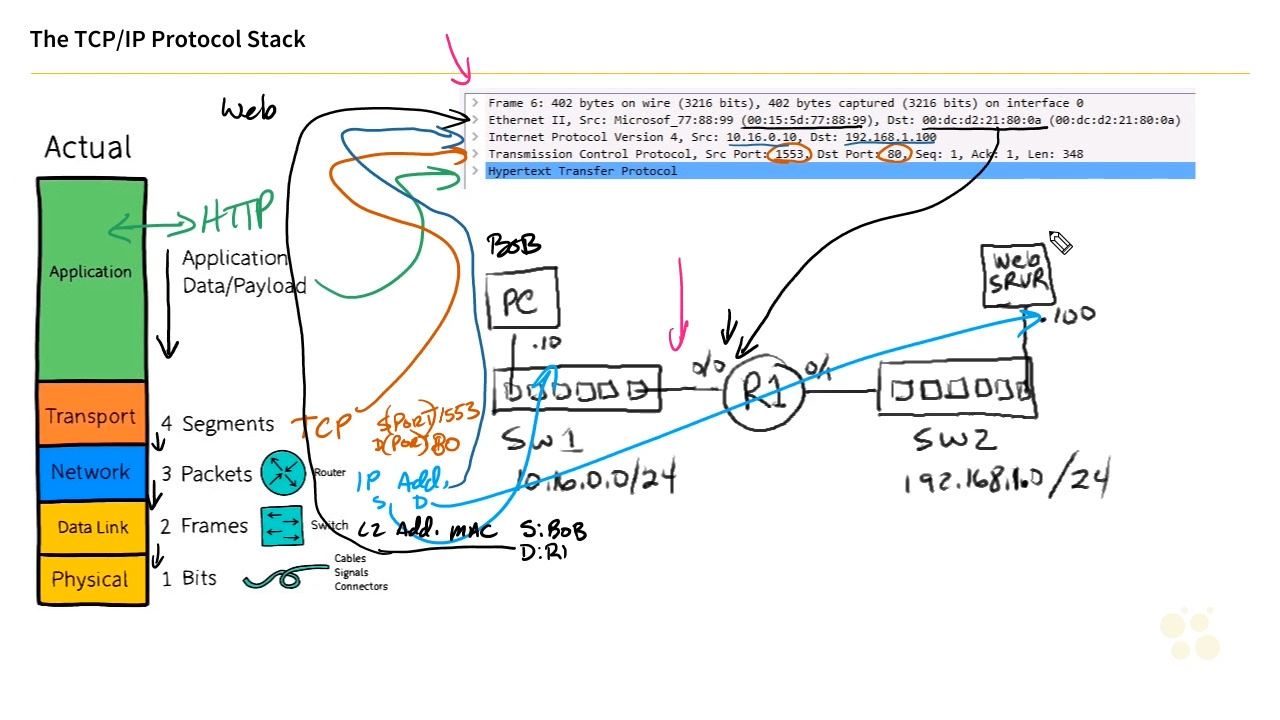 The TCP/IP Protocol Stack
Web
Frame 6: 402 bytes on wire (3216 bits), 402 bytes captured (3216 bits) on interface 0
Ethernet II, Src: Microsof_77:88:99 (00:15:5d:77:88:99), Dst: 00:dc:d2:21:80:0a (00:dc:d2:21:80:0a)
Internet Protocol Version 4, Src: 10.16.0.10, Dst: 192.168.1.100
Transmission Control Protocol, Src Port: 1553, Dst Port: 80, Seq: 1, Ack: 1, Len: 348
Hypertext Transfer Protocol
Actual
HTTP
Application
Application
Data/Payload
BOB
PC
.10
Web
SRVR
.100
0/0
R1
0/1
SW1
SW2
10.16.0.0/24
192.168.1.0/24
Transport
4 Segments
TCP
S(Port) 1553
D(Port) 80
Network
3 Packets
Router
IP Add.
S D
Data Link
2 Frames
Switch
L2 Add. MAC S: BOB
D: R1
Physical
1 Bits
Cables
Signals
Connectors